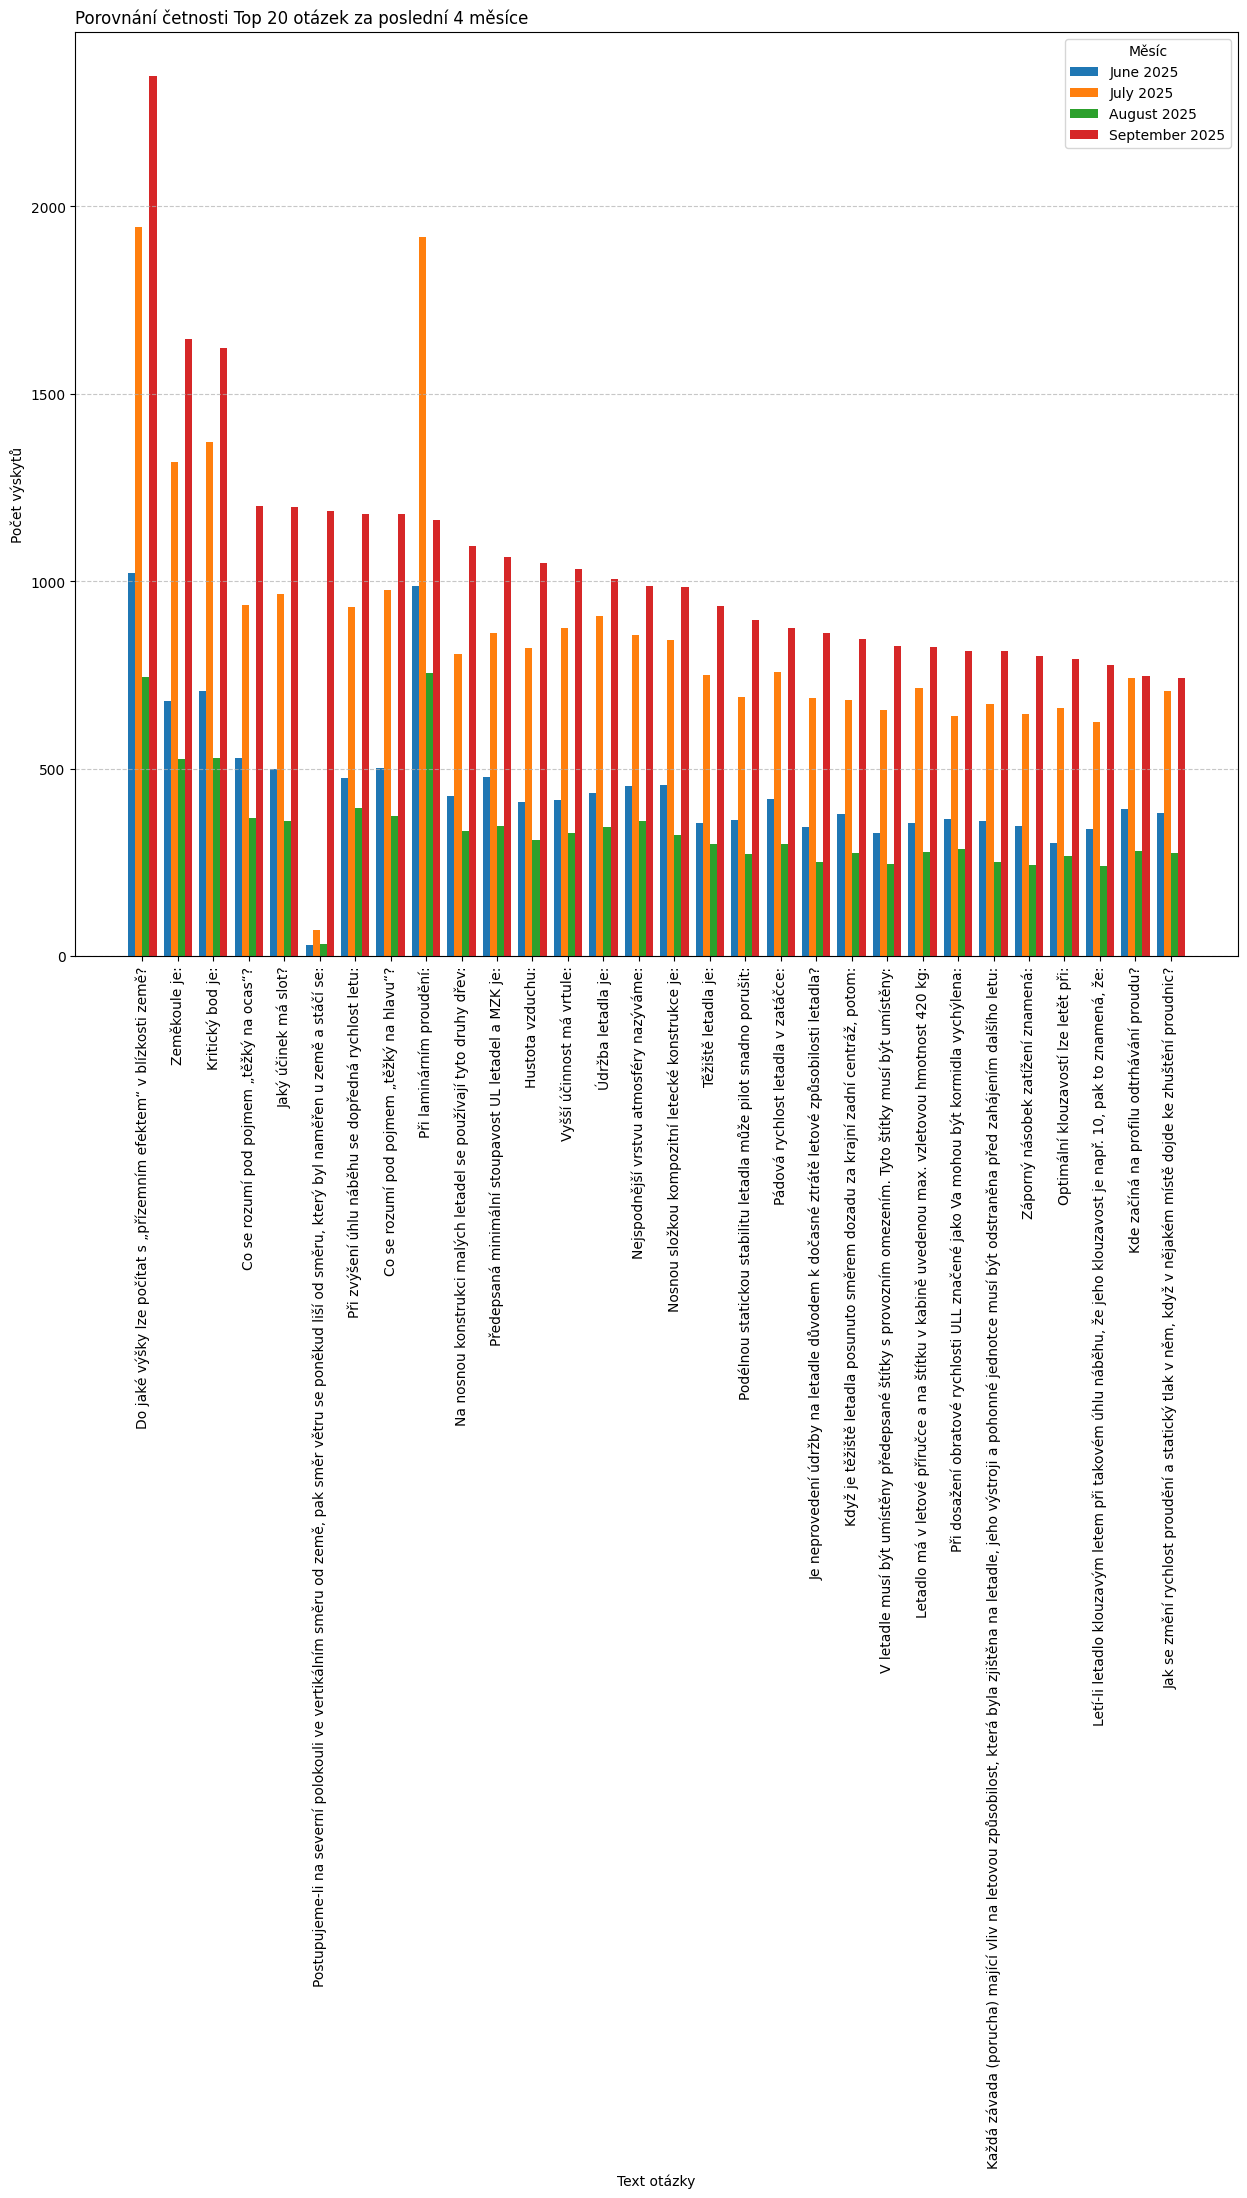 Porovnání četnosti Top 20 otázek za poslední 4 měsíce
Měsíc
June 2025
July 2025
August 2025
September 2025
Počet výskytů
2000
1500
1000
500
0
Do jaké výšky lze počítat s „přízemním efektem“ v blízkosti země?
Zeměkoule je:
Kritický bod je:
Co se rozumí pod pojmem „těžký na ocas“?
Jaký účinek má slot?
Postupujeme-li na severní polokouli ve vertikálním směru od země, pak směr větru se poněkud liší od směru, který byl naměřen u země a stáčí se:
Při zvýšení úhlu náběhu se dopředná rychlost letu:
Co se rozumí pod pojmem „těžký na hlavu“?
Při laminárním proudění:
Na nosnou konstrukci malých letadel se používají tyto druhy dřev:
Předepsaná minimální stoupavost UL letadel a MZK je:
Hustota vzduchu:
Vyšší účinnost má vrtule:
Údržba letadla je:
Nejspodnější vrstvu atmosféry nazýváme:
Nosnou složkou kompozitní letecké konstrukce je:
Těžiště letadla je:
Podélnou statickou stabilitu letadla může pilot snadno porušit:
Pádová rychlost letadla v zatáčce:
Je neprovedení údržby na letadle důvodem k dočasné ztrátě letové způsobilosti letadla?
Když je těžiště letadla posunuto směrem dozadu za krajní zadní centráž, potom:
V letadle musí být umístěny předepsané štítky s provozním omezením. Tyto štítky musí být umístěny:
Letadlo má v letové příručce a na štítku v kabině uvedenou max. vzletovou hmotnost 420 kg:
Při dosažení obratové rychlosti ULL značené jako Va mohou být kormidla vychýlena:
Každá závada (porucha) mající vliv na letovou způsobilost, která byla zjištěna na letadle, jeho výstroji a pohonné jednotce musí být odstraněna před zahájením dalšího letu:
Záporný násobek zatížení znamená:
Optimální klouzavostí lze letět při:
Letí-li letadlo klouzavým letem při takovém úhlu náběhu, že jeho klouzavost je např. 10, pak to znamená, že:
Kde začíná na profilu odtrhávání proudu?
Jak se změní rychlost proudění a statický tlak v něm, když v nějakém místě dojde ke zhuštění proudnic?
Text otázky